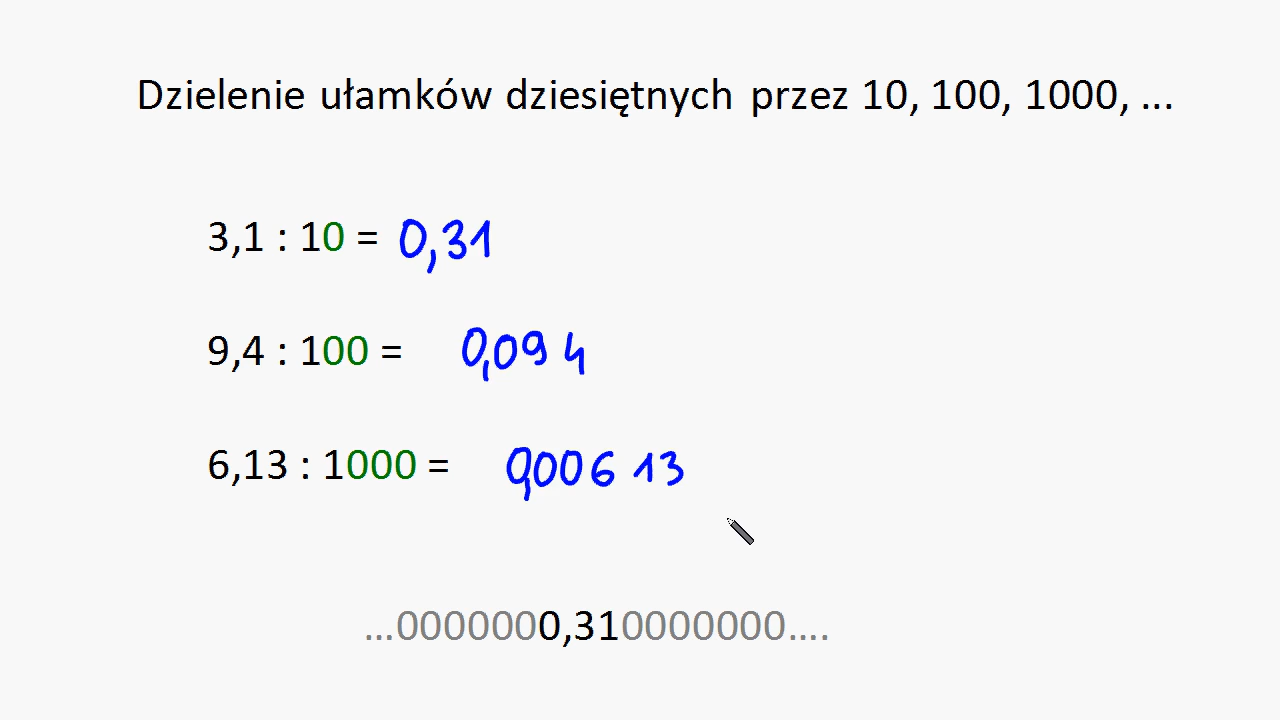 Dzielenie ułamków dziesiętnych przez 10, 100, 1000, ...
3,1 : 10 = 0,31
9,4 : 100 = 0,094
6,13 : 1000 = 0,00613
...0000000,310000000....